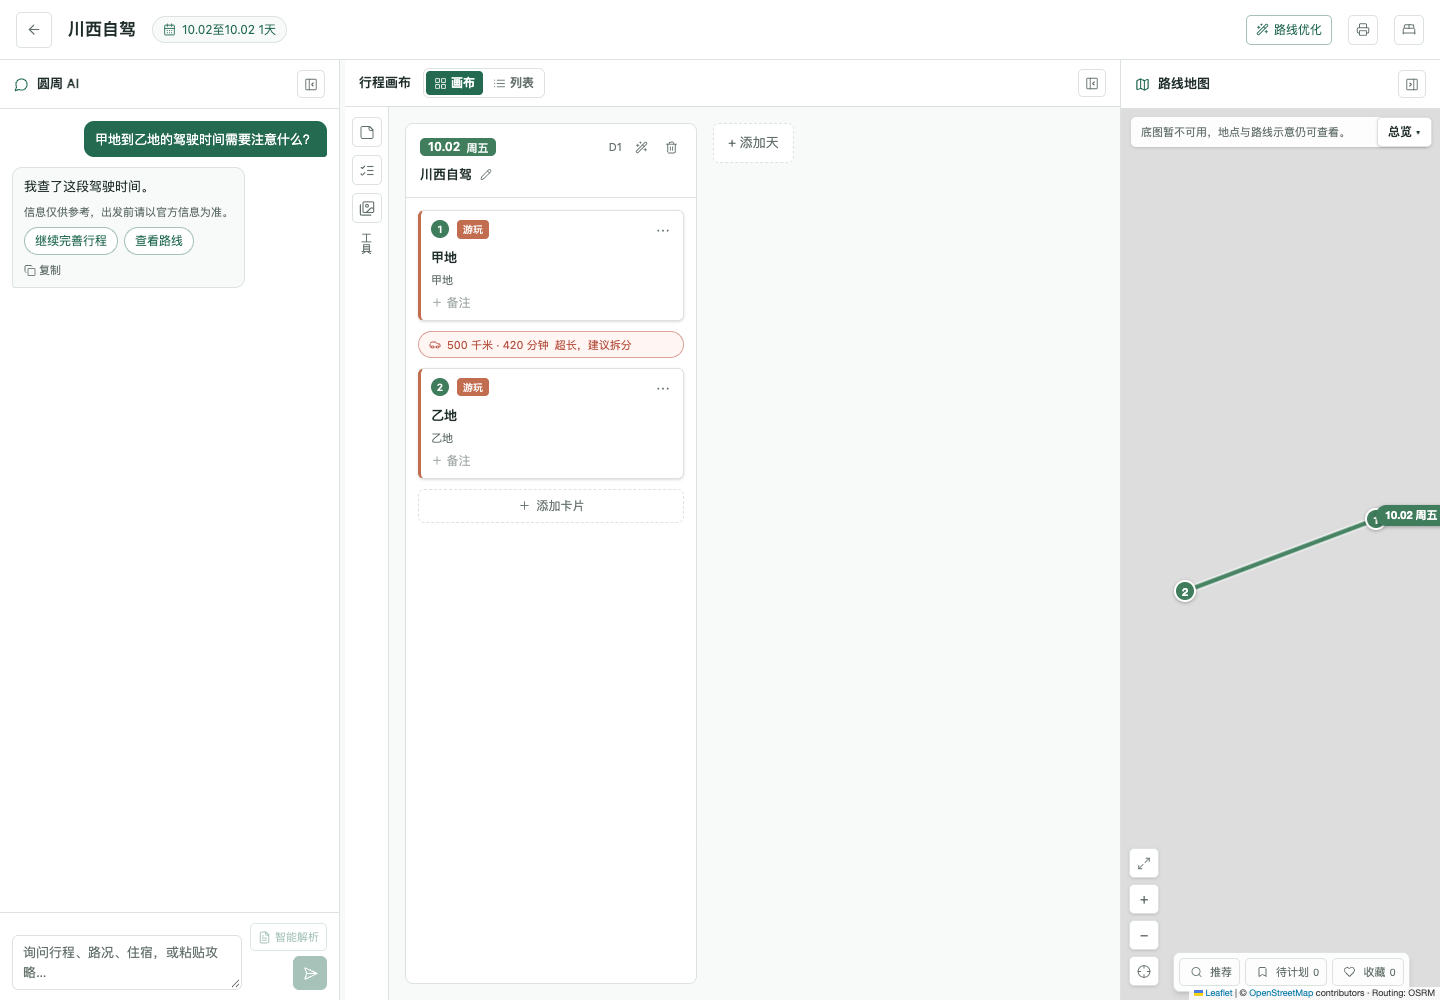 川西自驾
10.02至10.02 1天
路线优化
圆周 AI
甲地到乙地的驾驶时间需要注意什么？
我查了这段驾驶时间。
信息仅供参考，出发前请以官方信息为准。
继续完善行程
查看路线
复制
智能解析
询问行程、路况、住宿，或粘贴攻
略...
行程画布
画布
列表
工
具
10.02 周五
D1
川西自驾
1
游玩
甲地
甲地
+ 备注
500 千米 · 420 分钟 超长，建议拆分
2
游玩
乙地
乙地
+ 备注
+ 添加卡片
+ 添加天
路线地图
底图暂不可用，地点与路线示意仍可查看。
总览
1
10.02 周五
2
+
−
推荐
待计划 0
收藏 0
Leaflet | © OpenStreetMap contributors · Routing: OSRM